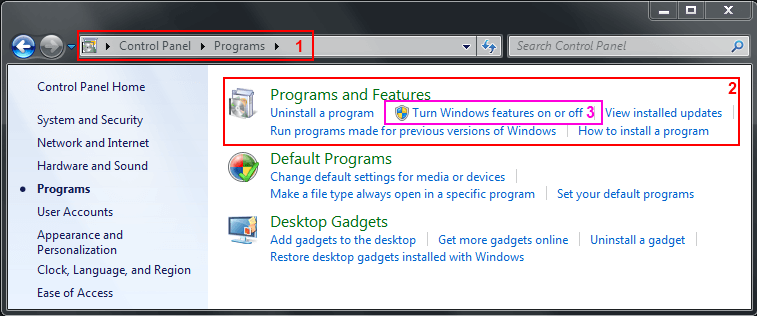 Control Panel Programs 1
Search Control Panel
Control Panel Home
System and Security
Network and Internet
Hardware and Sound
Programs
User Accounts
Appearance and
Personalization
Clock, Language, and Region
Ease of Access
2
Programs and Features
Uninstall a program Turn Windows features on or off 3 View installed updates
Run programs made for previous versions of Windows How to install a program
Default Programs
Change default settings for media or devices
Make a file type always open in a specific program Set your default programs
Desktop Gadgets
Add gadgets to the desktop Get more gadgets online Uninstall a gadget
Restore desktop gadgets installed with Windows